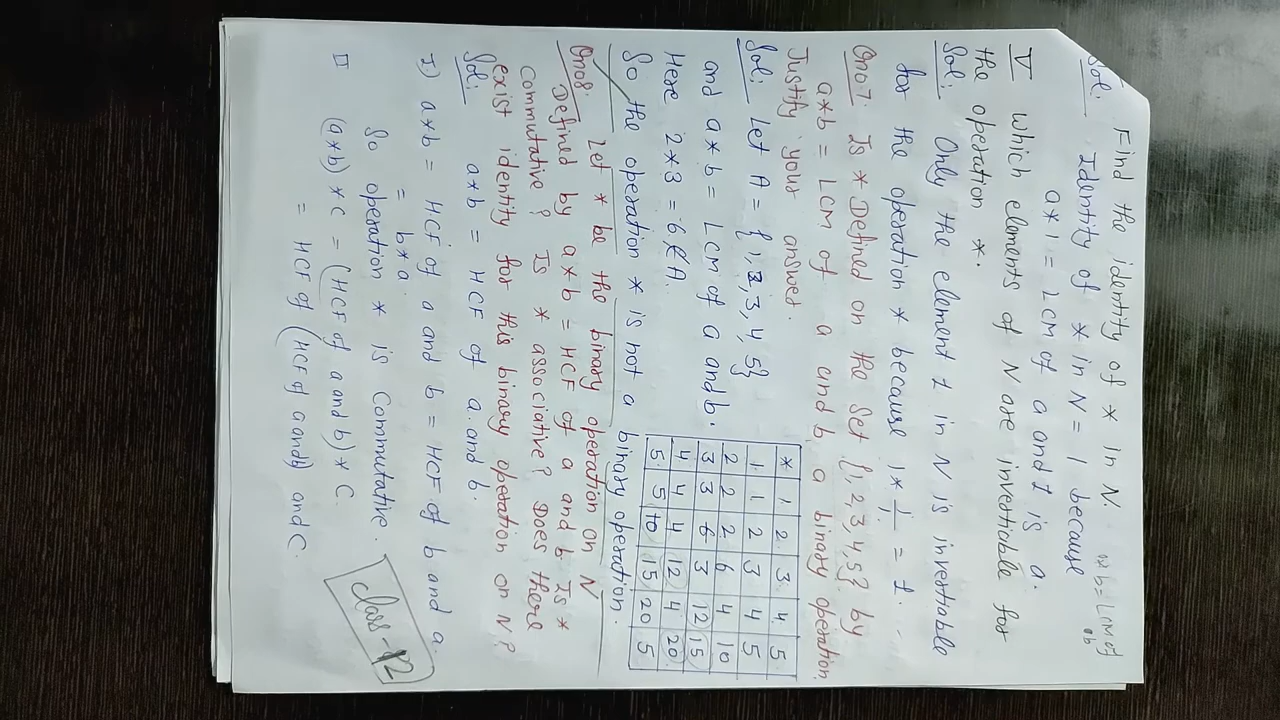 Find the identity of * in N.
a*b = LCM of
ab
Sol: Identity of * in N = 1 because
a*1 = LCM of a and 1 is a.
V which elements of N are invertiable for
the operation *.
Sol: Only the element 1 in N is invertiable
for the operation * because 1*1/1 = 1.
Qno7. Is * Defined on the Set {1,2,3,4,5} by
a*b = LCM of a and b a binary operation
Justify your answer.
Sol: Let A = {1,2,3,4,5}
and a*b = LCM of a and b.
Here 2*3 = 6 ∉ A.
So the operation * is not a binary operation.
* 1 2 3 4 5
1 1 2 3 4 5
2 2 2 6 4 10
3 3 6 3 12 15
4 4 4 12 4 20
5 5 10 15 20 5
Qno8. Let * be the binary operation on N
Defined by a*b = HCF of a and b Is *
commutative? Is * associative? Does there
exist identity for this binary operation on N?
Sol: a*b = HCF of a and b.
I) a*b = HCF of a and b = HCF of b and a.
= b*a.
So operation * is Commutative.
II (a*b)*C = (HCF of a and b)*C
= HCF of (HCF of a and b) and C.
class-12